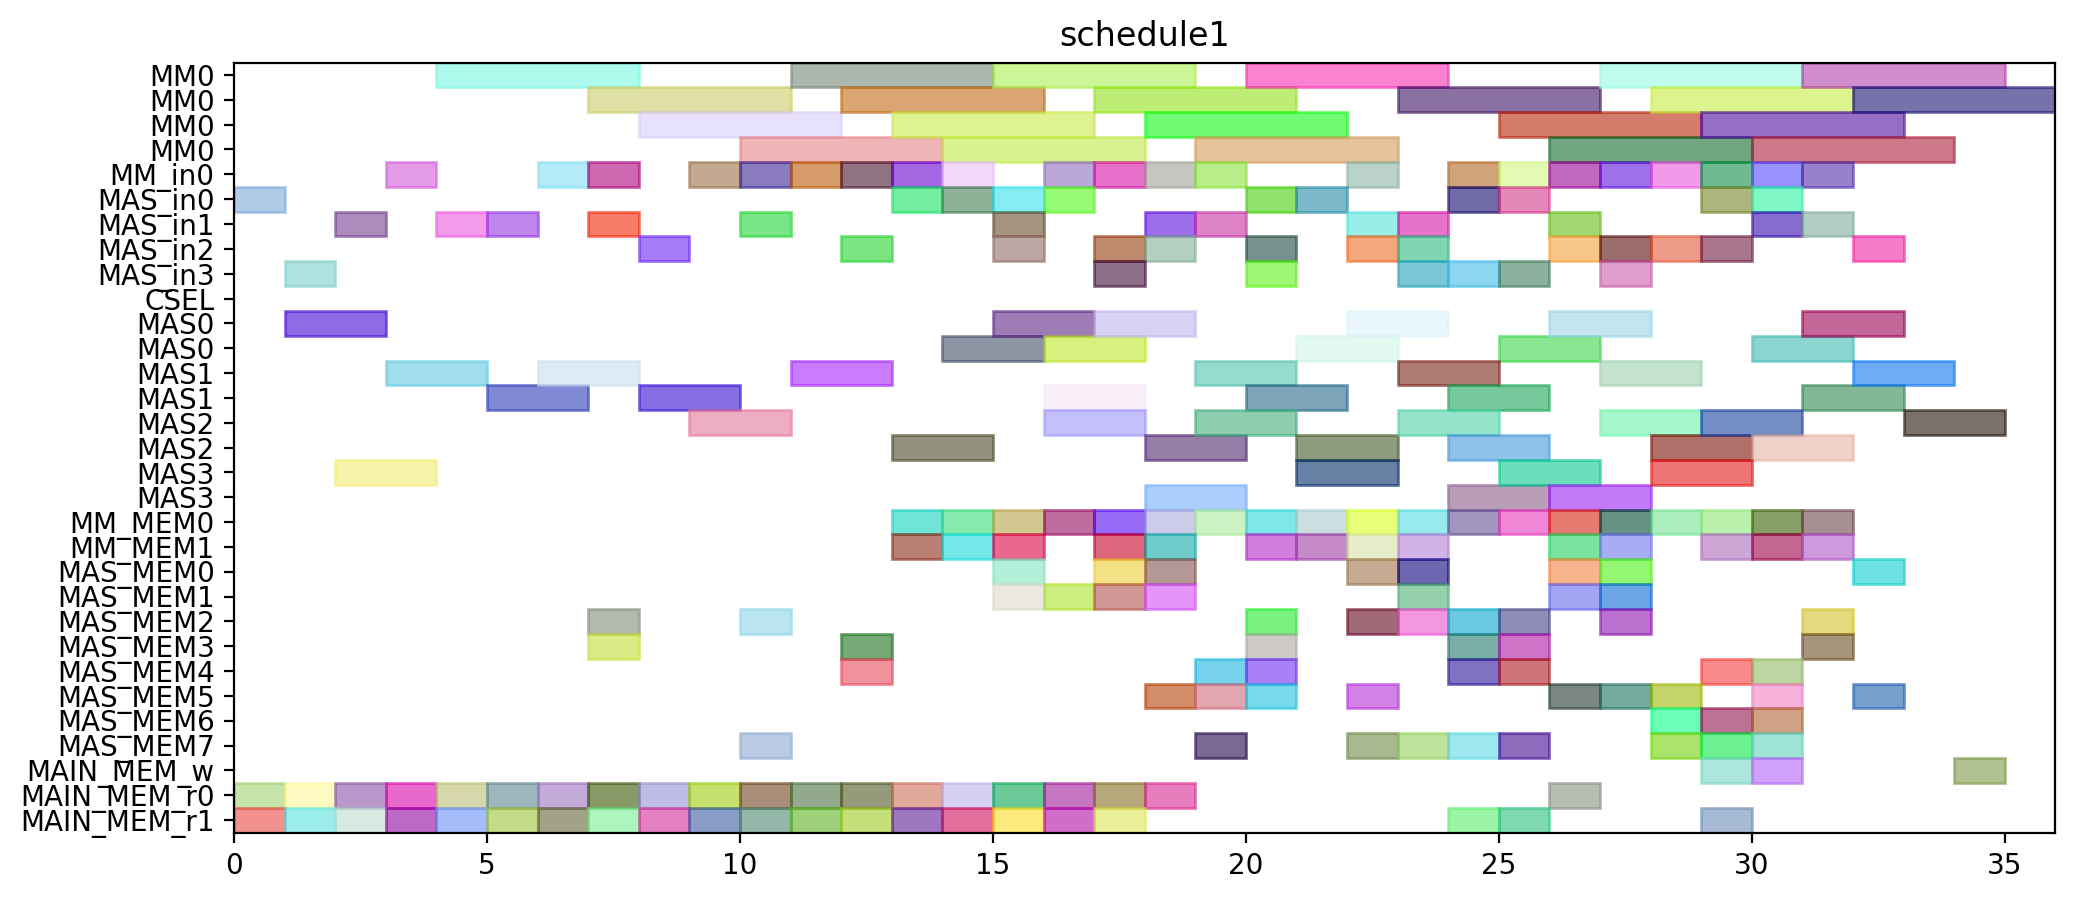 schedule1
MM0
MM0
MM0
MM0
MM_in0
MAS_in0
MAS_in1
MAS_in2
MAS_in3
CSEL
MAS0
MAS0
MAS1
MAS1
MAS2
MAS2
MAS3
MAS3
MM_MEM0
MM_MEM1
MAS_MEM0
MAS_MEM1
MAS_MEM2
MAS_MEM3
MAS_MEM4
MAS_MEM5
MAS_MEM6
MAS_MEM7
MAIN_MEM_w
MAIN_MEM_r0
MAIN_MEM_r1
0 5 10 15 20 25 30 35